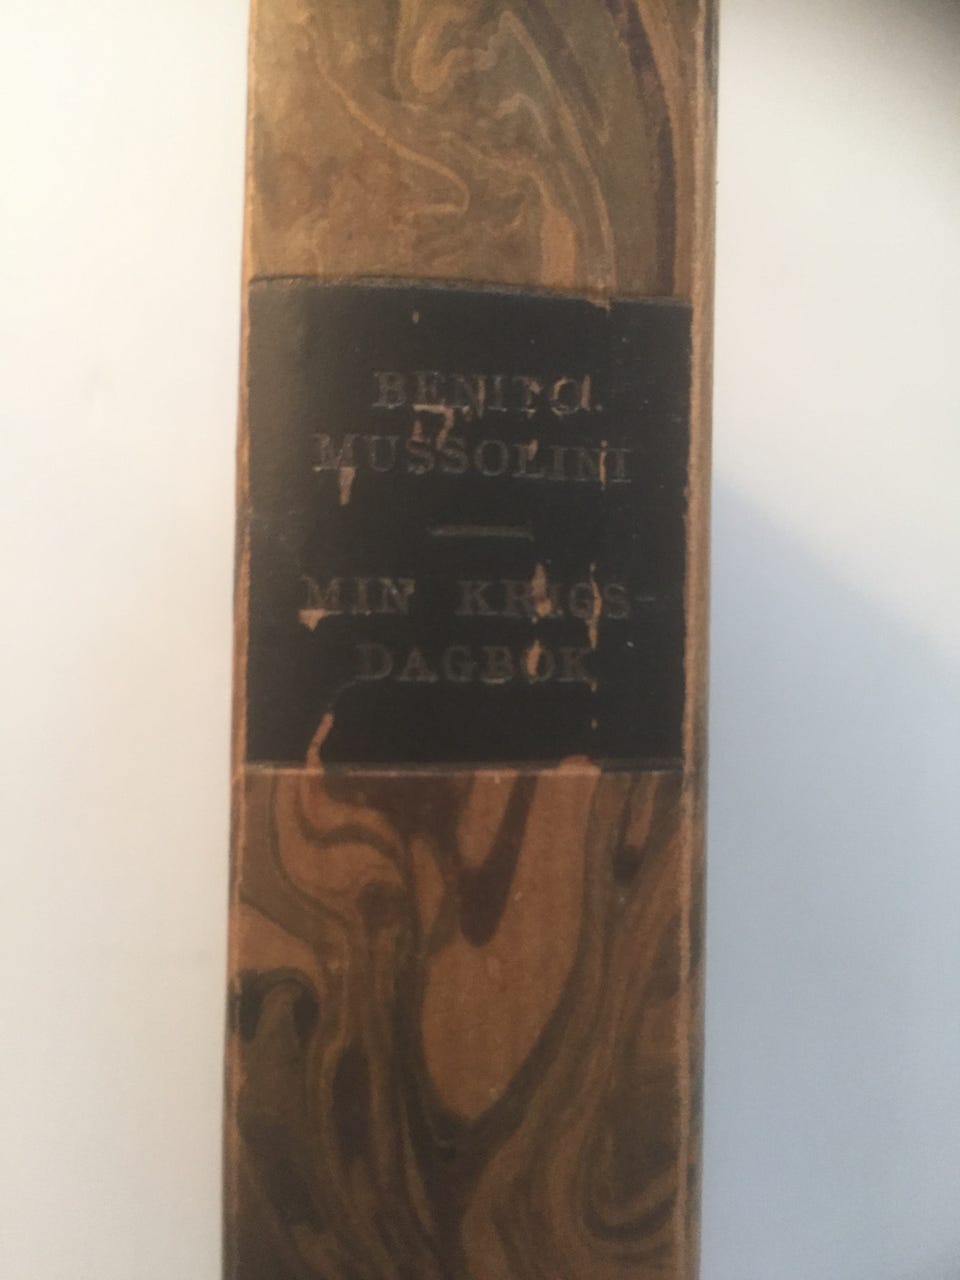 BENITO
MUSSOLINI
MIN KRIGS-
DAGBOK